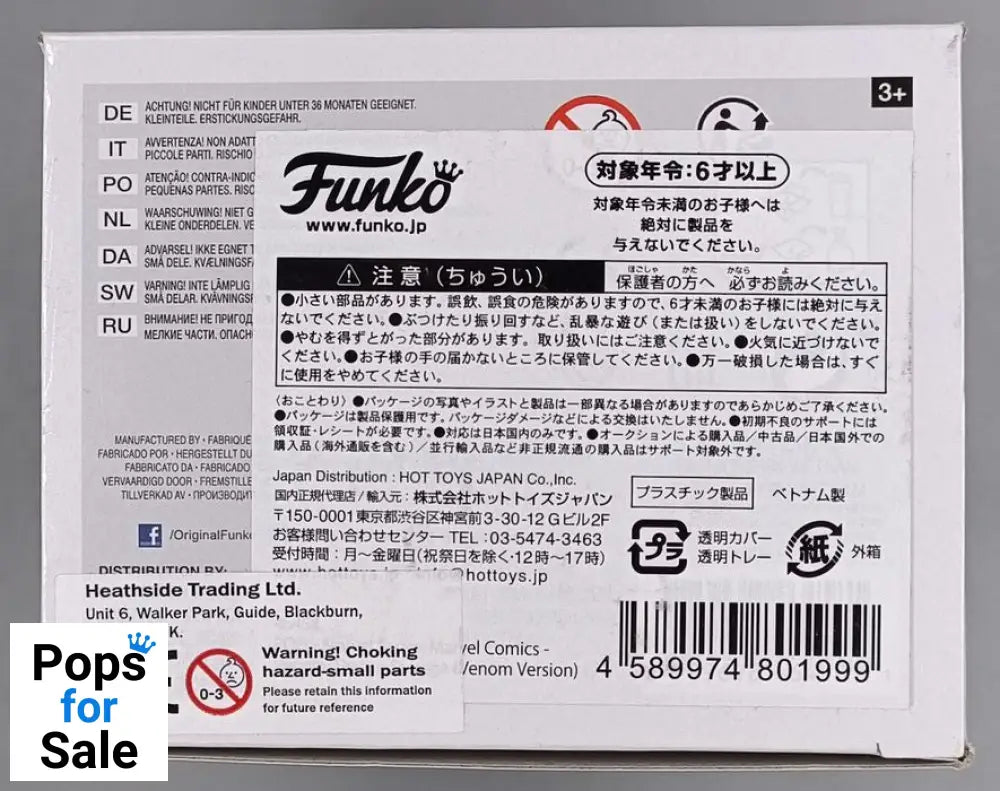 3+
DE ACHTUNG! NICHT FÜR KINDER UNTER 36 MONATEN GEEIGNET.
KLEINTEILE. ERSTICKUNGSGEFAHR.
IT AVVERTENZA! NON ADATT
PICCOLE PARTI. RISCHIO
PO ATENÇÃO! CONTRA-INDIC
PEQUENAS PARTES. RISC
NL WAARSCHUWING! NIET G
KLEINE ONDERDELEN. VE
DA ADVARSEL! IKKE EGNET T
SMÅ DELE. KVÆLNINGSF
SW VARNING! INTE LÄMPLIG
SMÅ DELAR. KVÄVNINGS
RU ВНИМАНИЕ! НЕ ПРИГОД
МЕЛКИЕ ЧАСТИ. ОПАСН
MANUFACTURED BY • FABRIQUÉ
FABRICADO POR • HERGESTELLT DU
FABBRICATO DA • FABRICADO
VERVAARDIGD DOOR • FREMSTILLE
TILLVERKAD AV • ПРОИЗВОДИТ
f /OriginalFunk
DISTRIBUTION BY:
Funko
www.funko.jp
対象年令:6才以上
対象年令未満のお子様へは
絶対に製品を
与えないでください。
⚠ 注意(ちゅうい)
保護者の方へ 必ずお読みください。
ほごしゃ かた かなら よ
●小さい部品があります。誤飲、誤食の危険がありますので、6才未満のお子様には絶対に与え
ないでください。●ぶつけたり振り回すなど、乱暴な遊び(または扱い)をしないでください。
●やむを得ずとがった部分があります。取り扱いにはご注意ください。●火気に近づけないで
ください。●お子様の手の届かないところに保管してください。●万一破損した場合は、すぐ
に使用をやめてください。
(おことわり)●パッケージの写真やイラストと製品は一部異なる場合がありますのであらかじめご了承ください。
●パッケージは製品保護用です。パッケージダメージなどによる交換はいたしません。●初期不良のサポートには
領収証・レシートが必要です。●対応は日本国内のみです。●オークションによる購入品/中古品/日本国外での
購入品(海外通販を含む)/並行輸入品など非正規流通の購入品はサポート対象外です。
Japan Distribution : HOT TOYS JAPAN Co.,Inc.
国内正規代理店/輸入元:株式会社ホットトイズジャパン
〒150-0001東京都渋谷区神宮前3-30-12 Gビル2F
お客様問い合わせセンター TEL:03-5474-3463
受付時間:月〜金曜日(祝祭日を除く・12時〜17時)
@hottoys.jp
プラスチック製品 ベトナム製
プラ 透明カバー
透明トレー
紙 外箱
vel Comics -
Venom Version)
4 589974 801999
Heathside Trading Ltd.
Unit 6, Walker Park, Guide, Blackburn,
K.
0-3
Warning! Choking
hazard-small parts
Please retain this information
for future reference
Pops
for
Sale